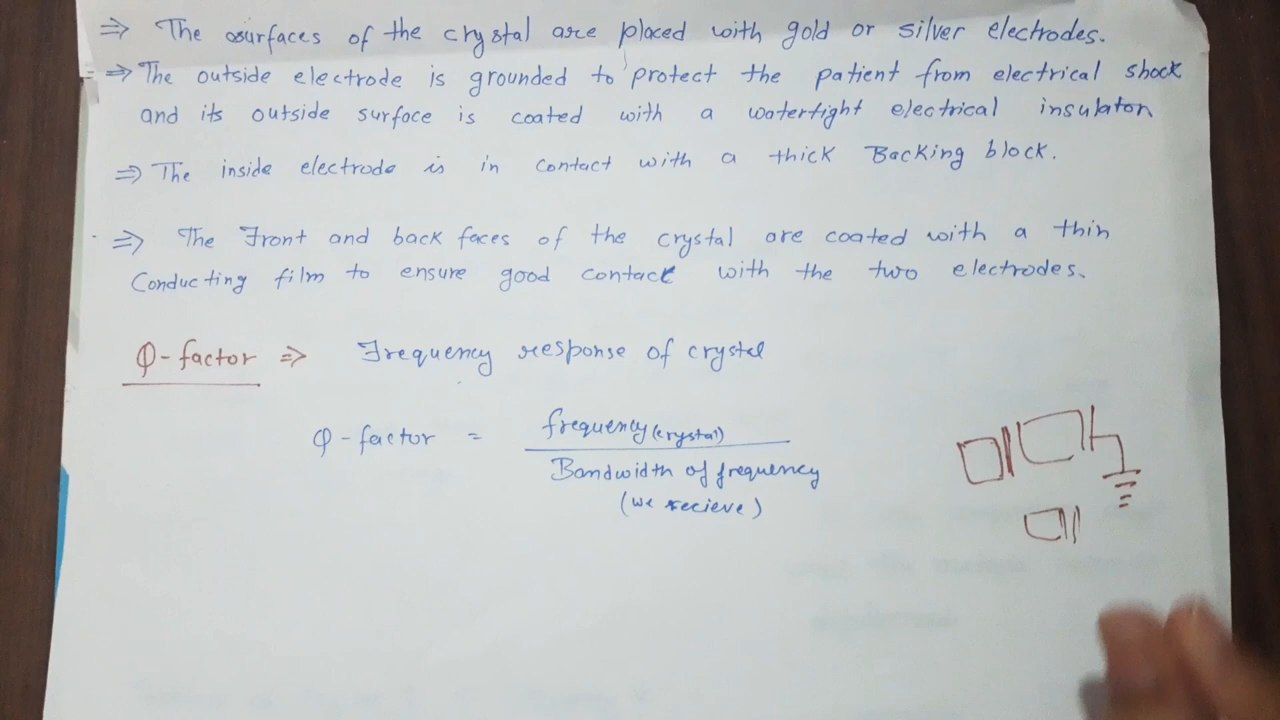 ⇒ The surfaces of the crystal are placed with gold or silver electrodes.
⇒ The outside electrode is grounded to protect the patient from electrical shock
and its outside surface is coated with a watertight electrical insulator
⇒ The inside electrode is in contact with a thick Backing block.
⇒ The Front and back faces of the crystal are coated with a thin
Conducting film to ensure good contact with the two electrodes.
Q-factor ⇒ Frequency response of crystal
Q-factor = frequency (crystal)
Bandwidth of frequency
(we recieve)